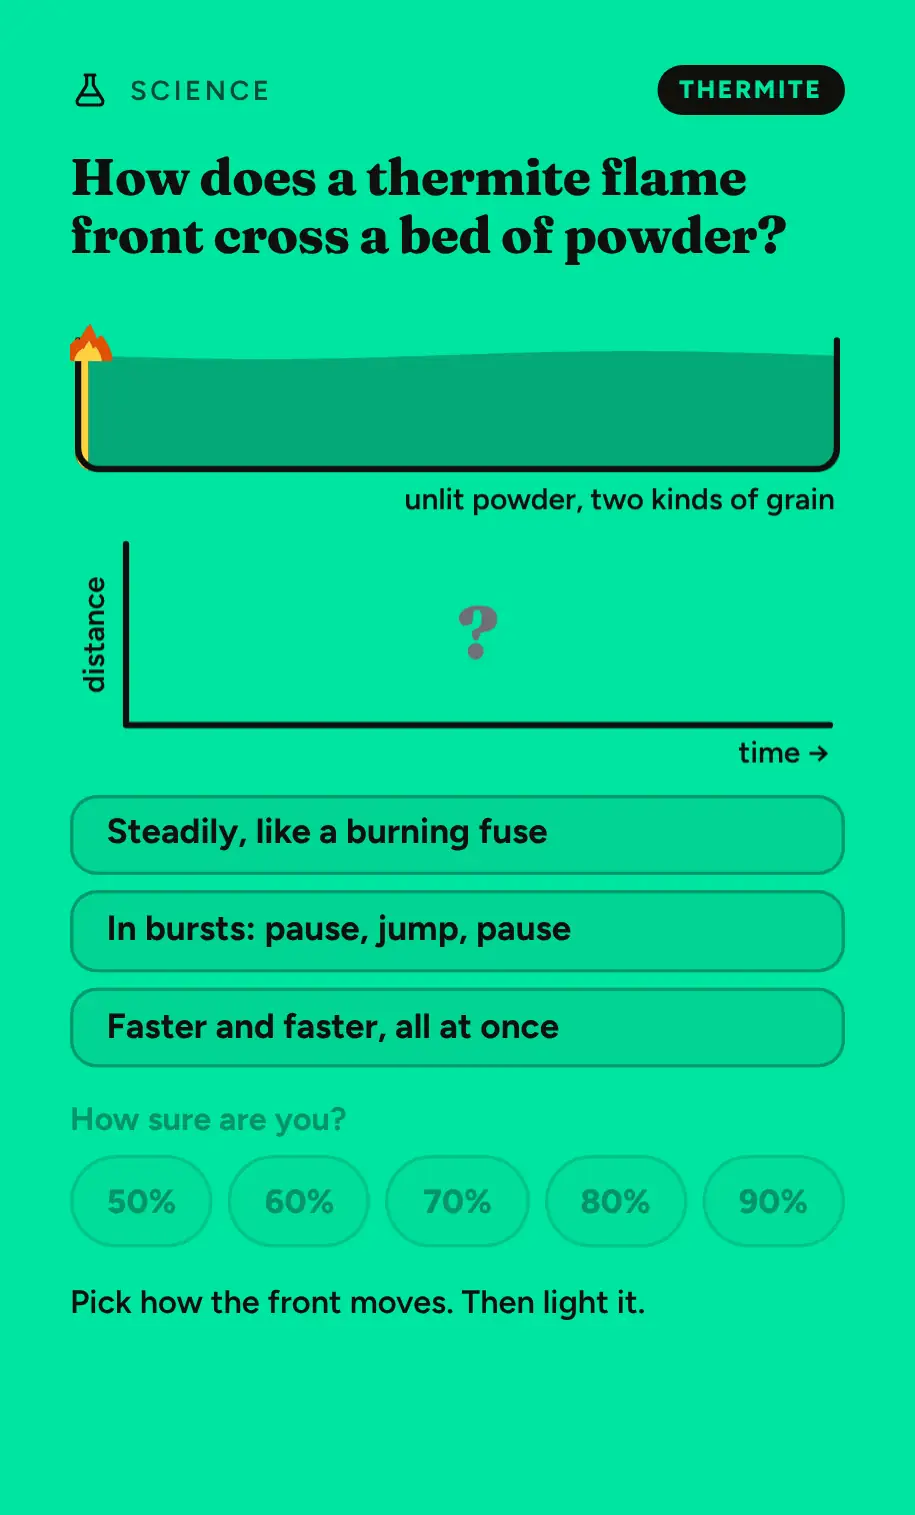 SCIENCE
THERMITE
How does a thermite flame
front cross a bed of powder?
unlit powder, two kinds of grain
distance
?
time →
Steadily, like a burning fuse
In bursts: pause, jump, pause
Faster and faster, all at once
How sure are you?
50%
60%
70%
80%
90%
Pick how the front moves. Then light it.